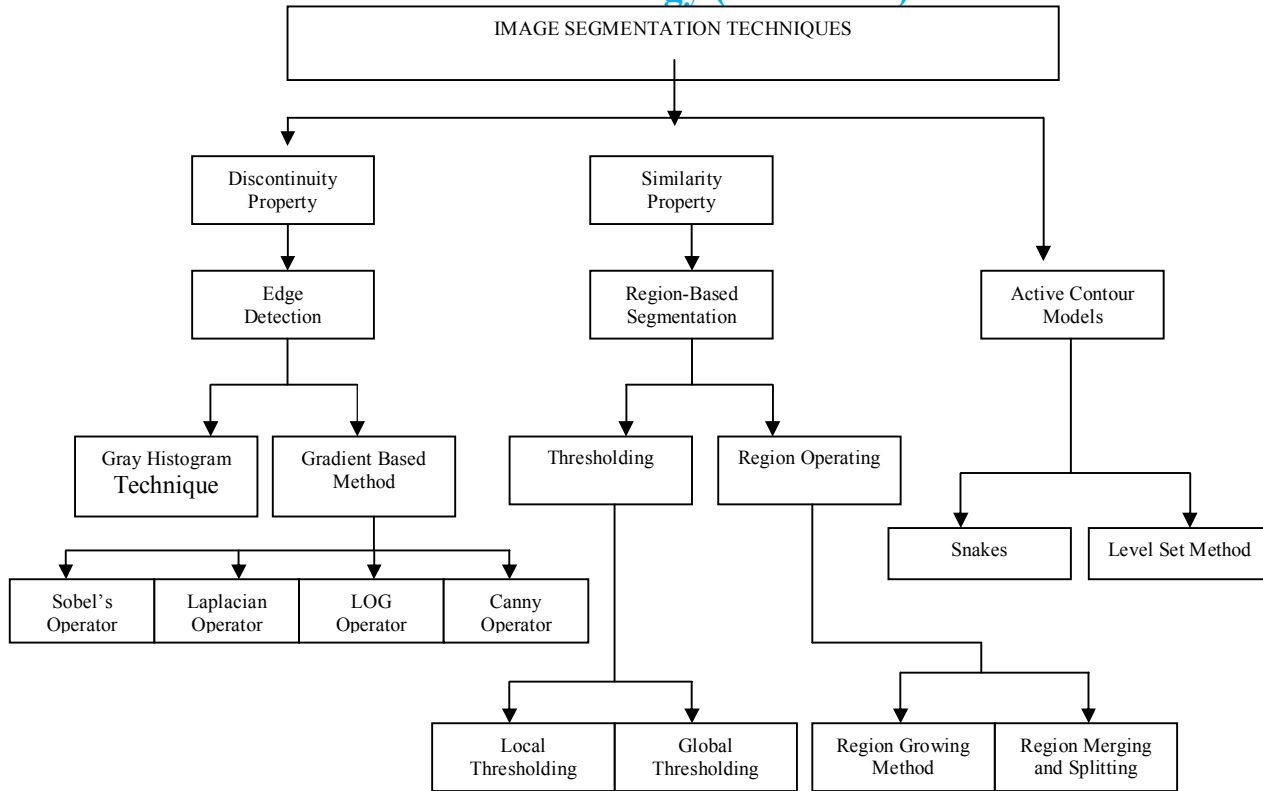 IMAGE SEGMENTATION TECHNIQUES
Discontinuity
Property
Similarity
Property
Edge
Detection
Region-Based
Segmentation
Active Contour
Models
Gray Histogram
Technique
Gradient Based
Method
Thresholding
Region Operating
Snakes
Level Set Method
Sobel’s
Operator
Laplacian
Operator
LOG
Operator
Canny
Operator
Local
Thresholding
Global
Thresholding
Region Growing
Method
Region Merging
and Splitting